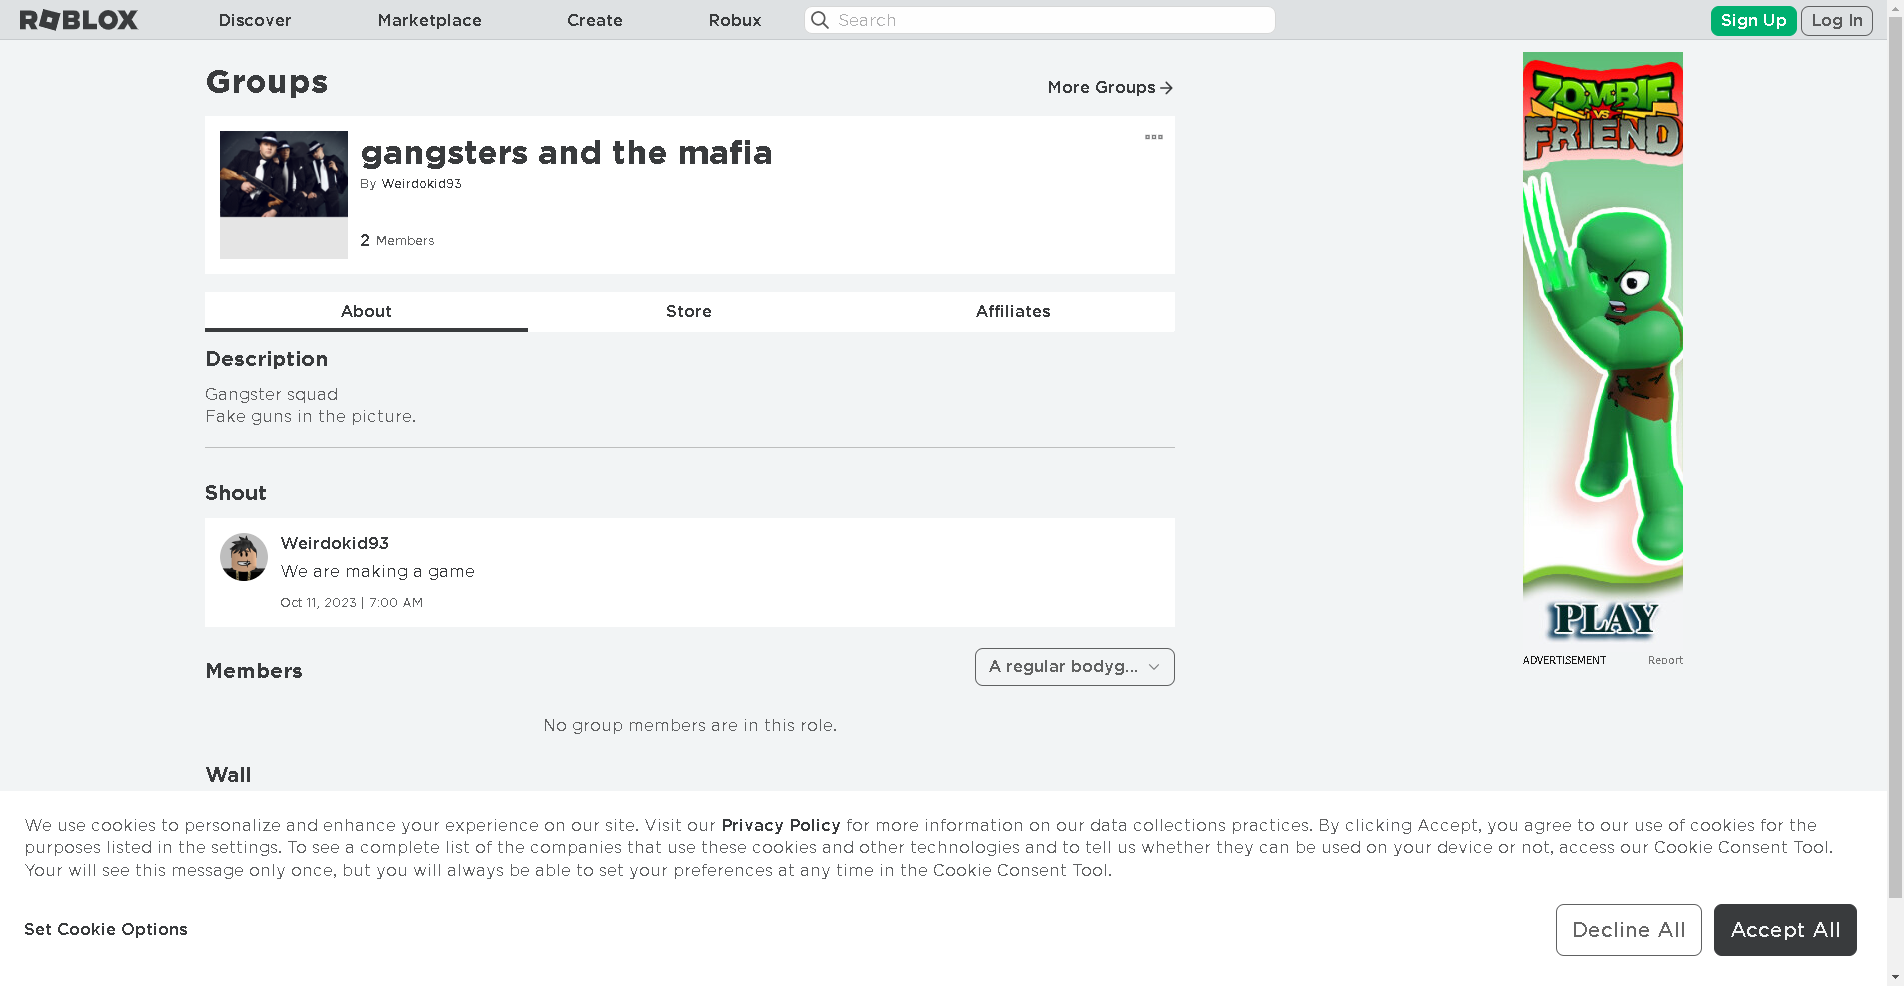 ROBLOX
Discover
Marketplace
Create
Robux
Search
Sign Up
Log In
Groups
More Groups
gangsters and the mafia
By Weirdokid93
2 Members
About
Store
Affiliates
Description
Gangster squad
Fake guns in the picture.
Shout
Weirdokid93
We are making a game
Oct 11, 2023 | 7:00 AM
Members
A regular bodyg...
No group members are in this role.
Wall
ZOMBIE
VS
FRIEND
PLAY
ADVERTISEMENT
Report
We use cookies to personalize and enhance your experience on our site. Visit our Privacy Policy for more information on our data collections practices. By clicking Accept, you agree to our use of cookies for the
purposes listed in the settings. To see a complete list of the companies that use these cookies and other technologies and to tell us whether they can be used on your device or not, access our Cookie Consent Tool.
Your will see this message only once, but you will always be able to set your preferences at any time in the Cookie Consent Tool.
Set Cookie Options
Decline All
Accept All